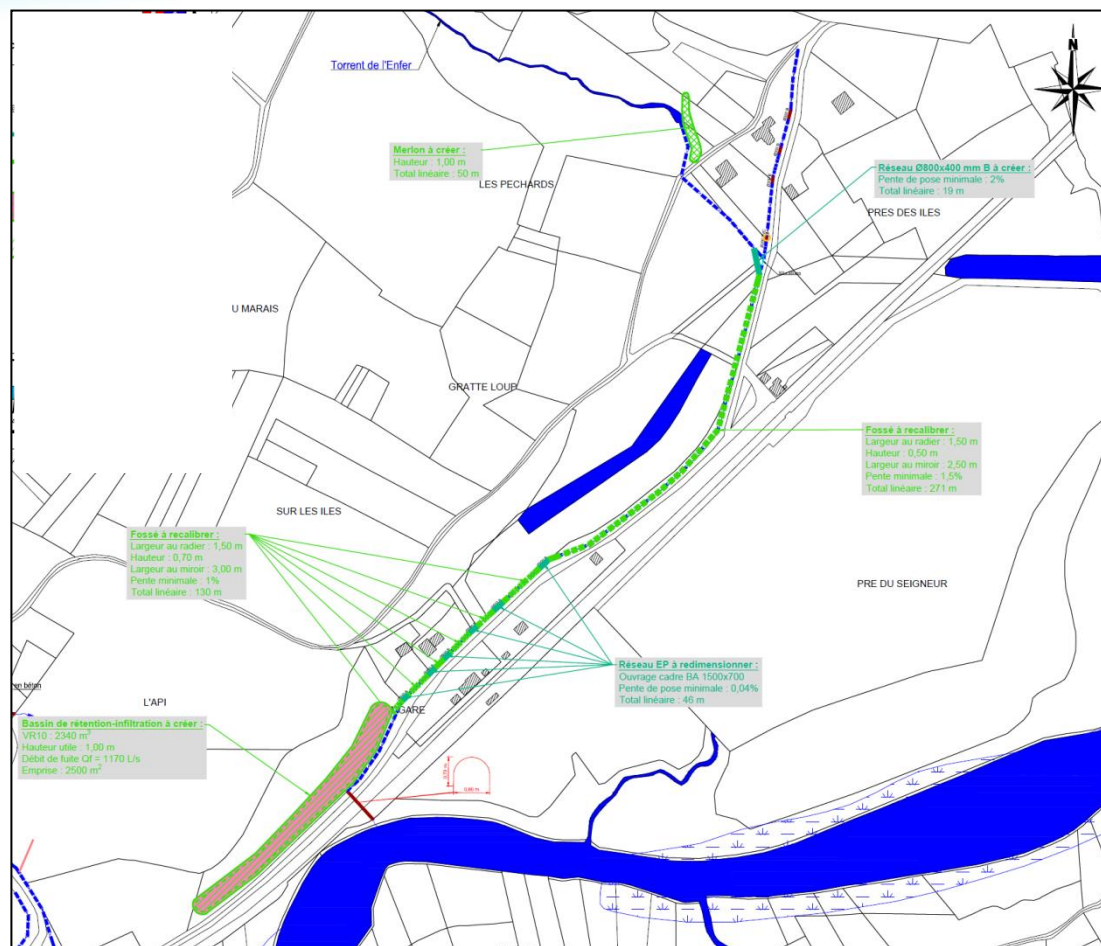 Torrent de l'Enfer
N
Merlon à créer :
Hauteur : 1,00 m
Total linéaire : 50 m
LES PECHARDS
Réseau Ø800x400 mm B à créer :
Pente de pose minimale : 2%
Total linéaire : 19 m
PRES DES ILES
U MARAIS
GRATTE LOUP
Fossé à recalibrer :
Largeur au radier : 1,50 m
Hauteur : 0,50 m
Largeur au miroir : 2,50 m
Pente minimale : 1,5%
Total linéaire : 271 m
SUR LES ILES
Fossé à recalibrer :
Largeur au radier : 1,50 m
Hauteur : 0,70 m
Largeur au miroir : 3,00 m
Pente minimale : 1%
Total linéaire : 130 m
PRE DU SEIGNEUR
Réseau EP à redimensionner :
Ouvrage cadre BA 1500x700
Pente de pose minimale : 0,04%
Total linéaire : 46 m
en béton
L'API
GARE
Bassin de rétention-infiltration à créer :
VR10 : 2340 m³
Hauteur utile : 1,00 m
Débit de fuite Qf = 1170 L/s
Emprise : 2500 m²